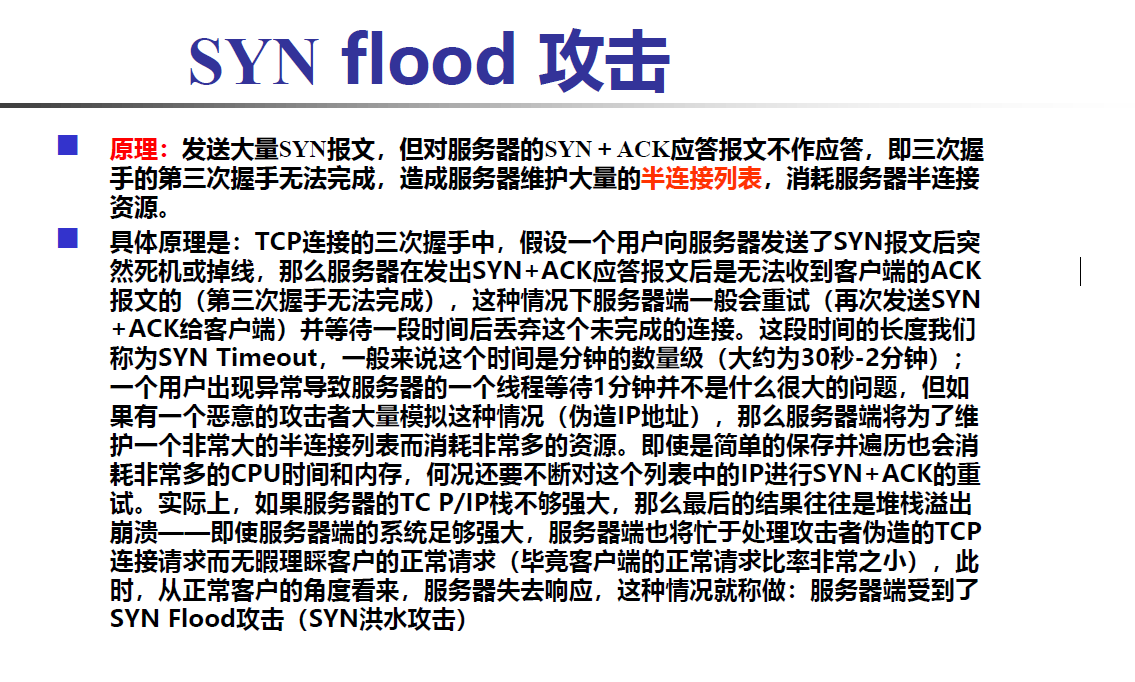 SYN flood 攻击
原理：发送大量SYN报文，但对服务器的SYN＋ACK应答报文不作应答，即三次握
手的第三次握手无法完成，造成服务器维护大量的半连接列表，消耗服务器半连接
资源。
具体原理是：TCP连接的三次握手中，假设一个用户向服务器发送了SYN报文后突
然死机或掉线，那么服务器在发出SYN+ACK应答报文后是无法收到客户端的ACK
报文的（第三次握手无法完成），这种情况下服务器端一般会重试（再次发送SYN
+ACK给客户端）并等待一段时间后丢弃这个未完成的连接。这段时间的长度我们
称为SYN Timeout，一般来说这个时间是分钟的数量级（大约为30秒-2分钟）；
一个用户出现异常导致服务器的一个线程等待1分钟并不是什么很大的问题，但如
果有一个恶意的攻击者大量模拟这种情况（伪造IP地址），那么服务器端将为了维
护一个非常大的半连接列表而消耗非常多的资源。即使是简单的保存并遍历也会消
耗非常多的CPU时间和内存，何况还要不断对这个列表中的IP进行SYN+ACK的重
试。实际上，如果服务器的TC P/IP栈不够强大，那么最后的结果往往是堆栈溢出
崩溃——即使服务器端的系统足够强大，服务器端也将忙于处理攻击者伪造的TCP
连接请求而无暇理睬客户的正常请求（毕竟客户端的正常请求比率非常之小），此
时，从正常客户的角度看来，服务器失去响应，这种情况就称做：服务器端受到了
SYN Flood攻击（SYN洪水攻击）